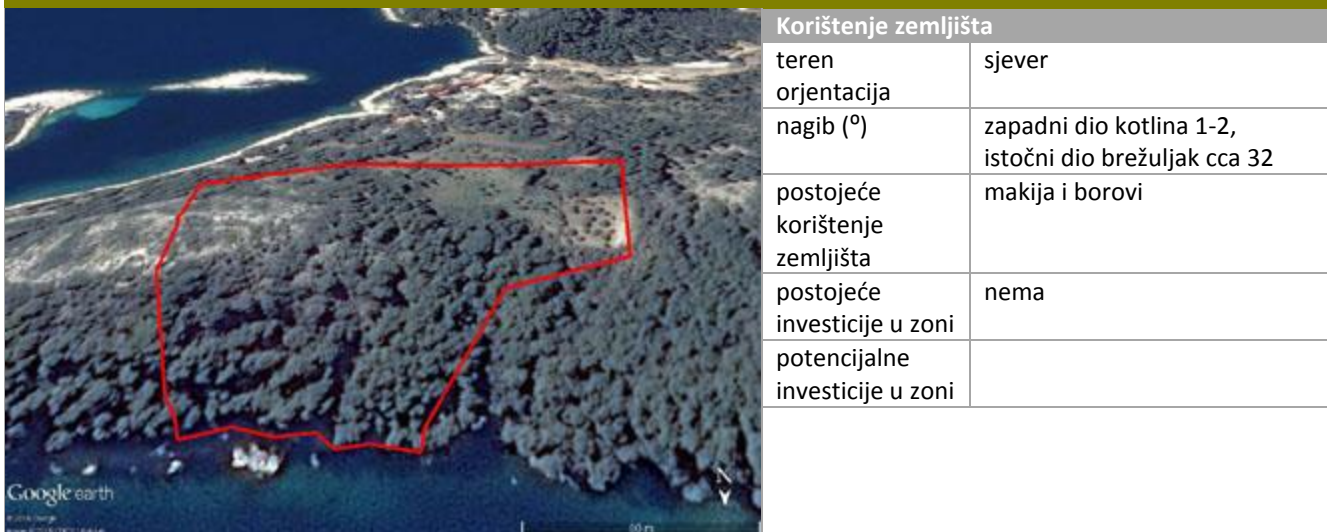 Korištenje zemljišta
teren
orjentacija
sjever
nagib (⁰)
zapadni dio kotlina 1-2,
istočni dio brežuljak cca 32
postojeće
korištenje
zemljišta
makija i borovi
postojeće
investicije u zoni
nema
potencijalne
investicije u zoni
N
Google earth